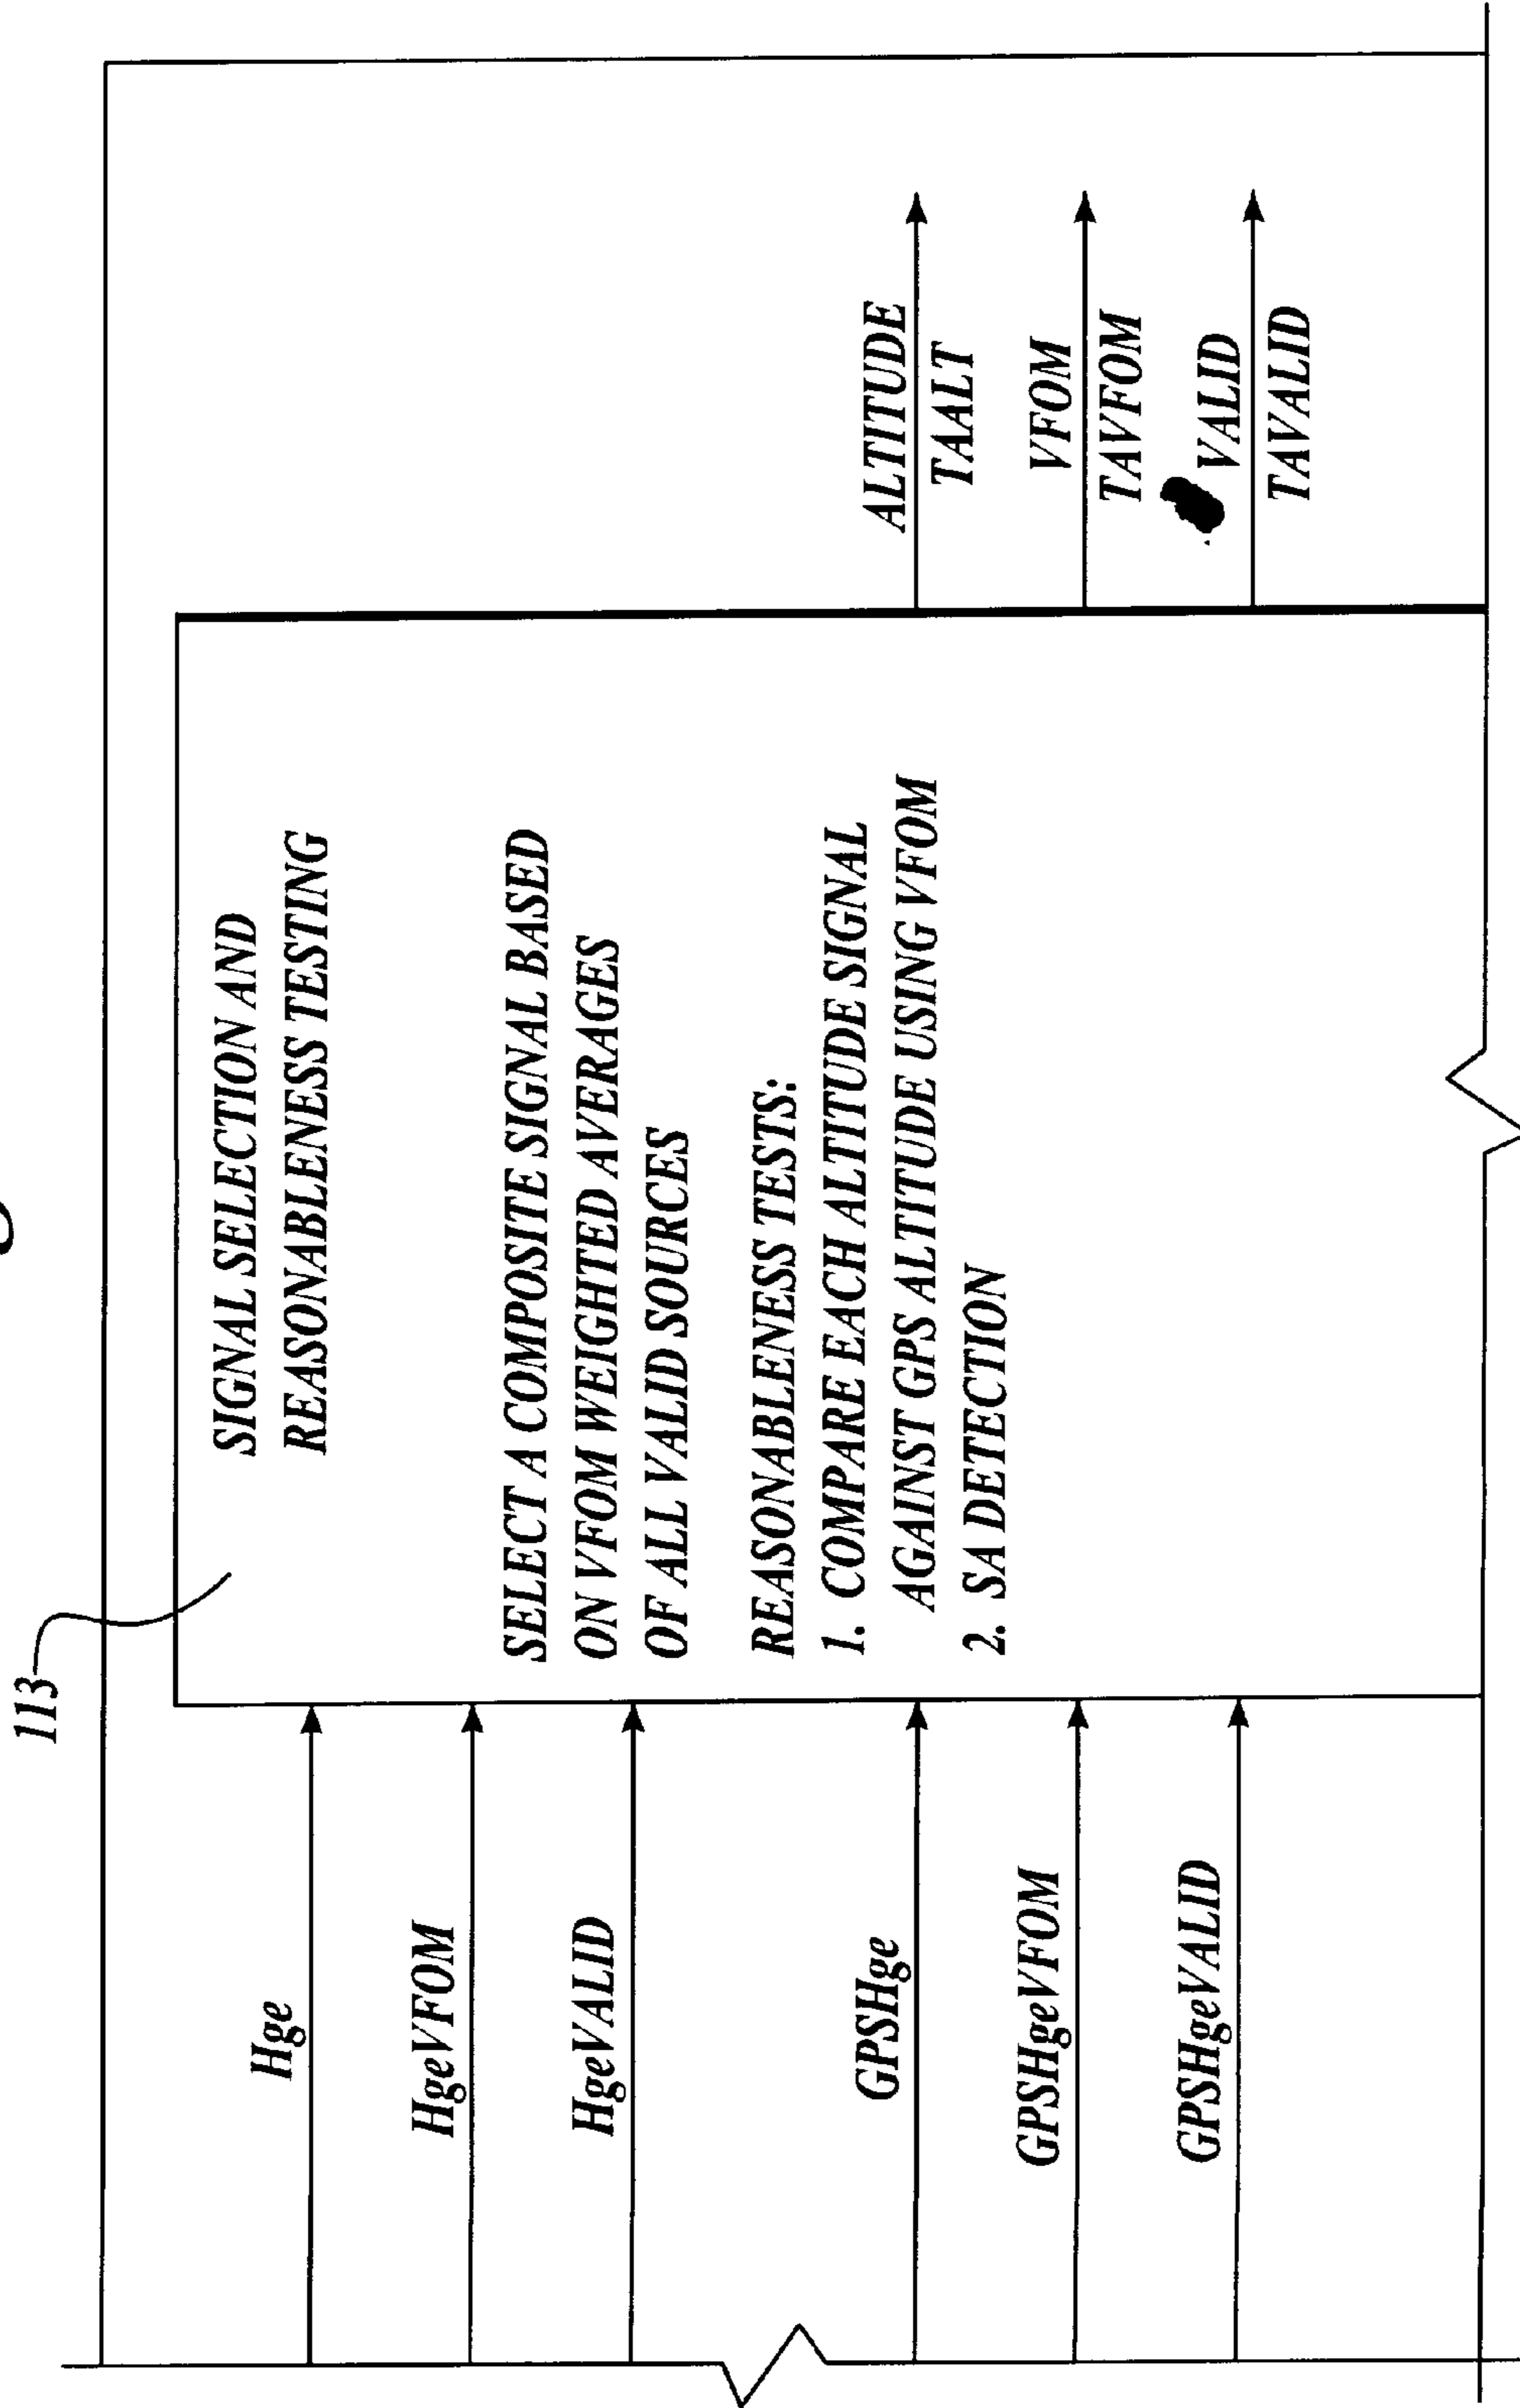 113
SIGNAL SELECTION AND
REASONABLENESS TESTING
Hge
HgeVFOM
HgeVALID
SELECT A COMPOSITE SIGNAL BASED
ON VFOM WEIGHTED AVERAGES
OF ALL VALID SOURCES
REASONABLENESS TESTS:
1. COMPARE EACH ALTITUDE SIGNAL
AGAINST GPS ALTITUDE USING VFOM
2. SA DETECTION
GPSHge
GPSHgeVFOM
GPSHgeVALID
ALTITUDE
TAALT
VFOM
TAVFOM
VALID
TAVALID